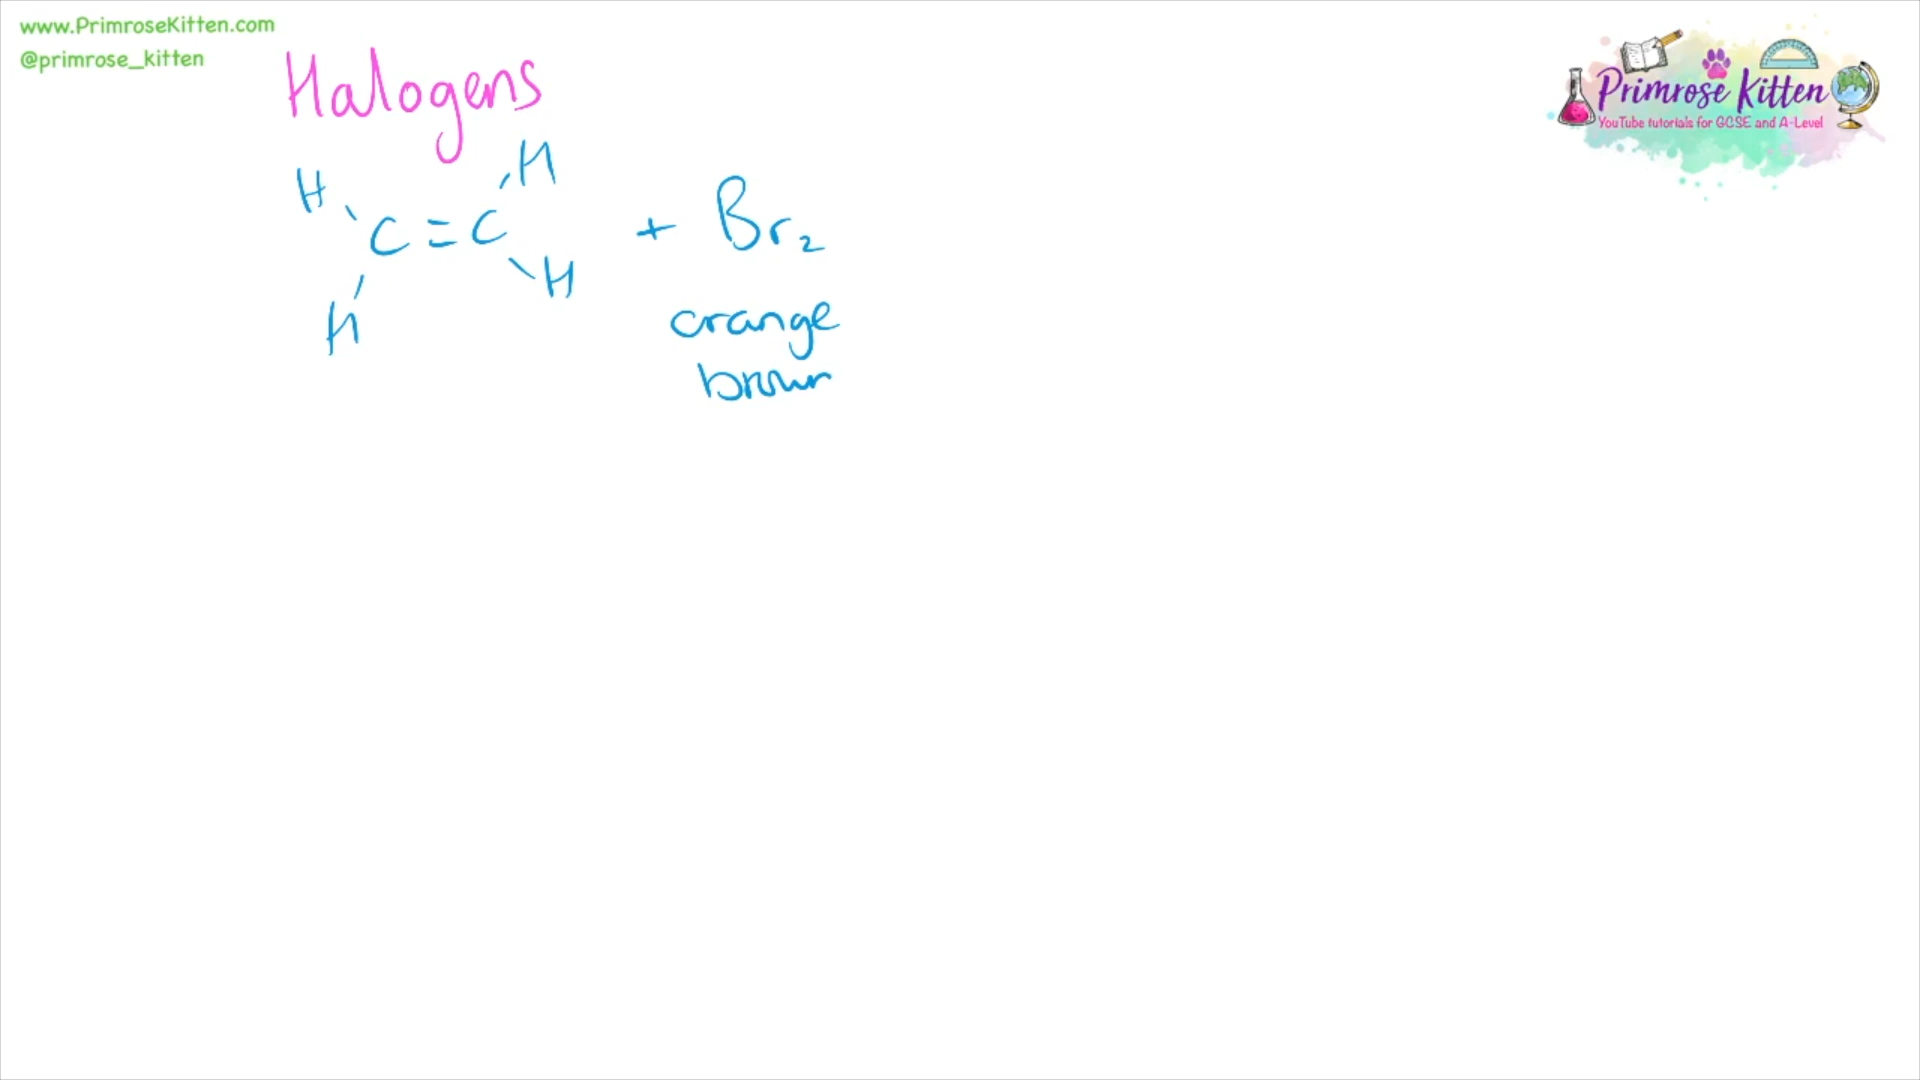 www.PrimroseKitten.com
@primrose_kitten
Halogens
H H
C = C + Br₂
H
H
orange
brown
Primrose Kitten
YouTube tutorials for GCSE and A-Level